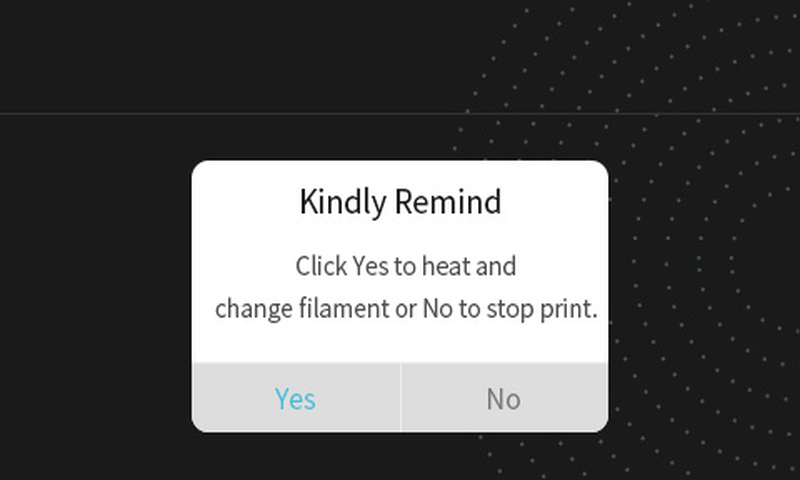 Kindly Remind
Click Yes to heat and
change filament or No to stop print.
Yes
No